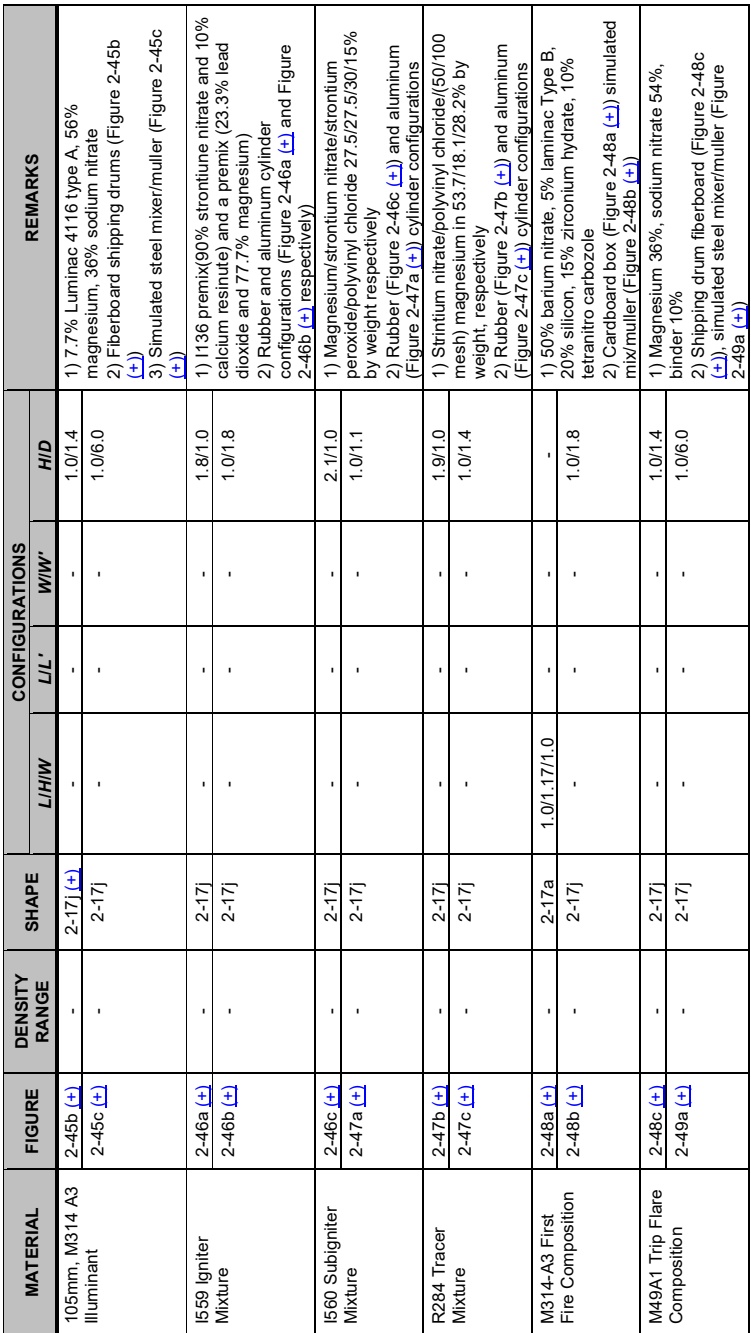 MATERIAL FIGURE DENSITY RANGE SHAPE CONFIGURATIONS REMARKS
L/H/W L/L' W/W' H/D
105mm, M314 A3 Illuminant
2-45b (+) - 2-17j (+) - - - 1.0/1.4
2-45c (+) - 2-17j - - - 1.0/6.0
1) 7.7% Luminac 4116 type A, 56%
magnesium, 36% sodium nitrate
2) Fiberboard shipping drums (Figure 2-45b
(+))
3) Simulated steel mixer/muller (Figure 2-45c
(+))
I559 Igniter
Mixture
2-46a (+) - 2-17j - - - 1.8/1.0
2-46b (+) - 2-17j - - - 1.0/1.8
1) I136 premix(90% strontiune nitrate and 10%
calcium resinute) and a premix (23.3% lead
dioxide and 77.7% magnesium)
2) Rubber and aluminum cylinder
configurations (Figure 2-46a (+) and Figure
2-46b (+) respectively)
I560 Subigniter
Mixture
2-46c (+) - 2-17j - - - 2.1/1.0
2-47a (+) - 2-17j - - - 1.0/1.1
1) Magnesium/strontium nitrate/strontium
peroxide/polyvinyl chloride 27.5/27.5/30/15%
by weight respectively
2) Rubber (Figure 2-46c (+)) and aluminum
(Figure 2-47a (+)) cylinder configurations
R284 Tracer
Mixture
2-47b (+) - 2-17j - - - 1.9/1.0
2-47c (+) - 2-17j - - - 1.0/1.4
1) Strintium nitrate/polyvinyl chloride/(50/100
mesh) magnesium in 53.7/18.1/28.2% by
weight, respectively
2) Rubber (Figure 2-47b (+)) and aluminum
(Figure 2-47c (+)) cylinder configurations
M314-A3 First
Fire Composition
2-48a (+) - 2-17a 1.0/1.17/1.0 - - -
2-48b (+) - 2-17j - - - 1.0/1.8
1) 50% barium nitrate, 5% laminac Type B,
20% silicon, 15% zirconium hydrate, 10%
tetranitro carbozole
2) Cardboard box (Figure 2-48a (+)) simulated
mix/muller (Figure 2-48b (+))
M49A1 Trip Flare
Composition
2-48c (+) - 2-17j - - - 1.0/1.4
2-49a (+) - 2-17j - - - 1.0/6.0
1) Magnesium 36%, sodium nitrate 54%,
binder 10%
2) Shipping drum fiberboard (Figure 2-48c
(+)), simulated steel mixer/muller (Figure
2-49a (+))